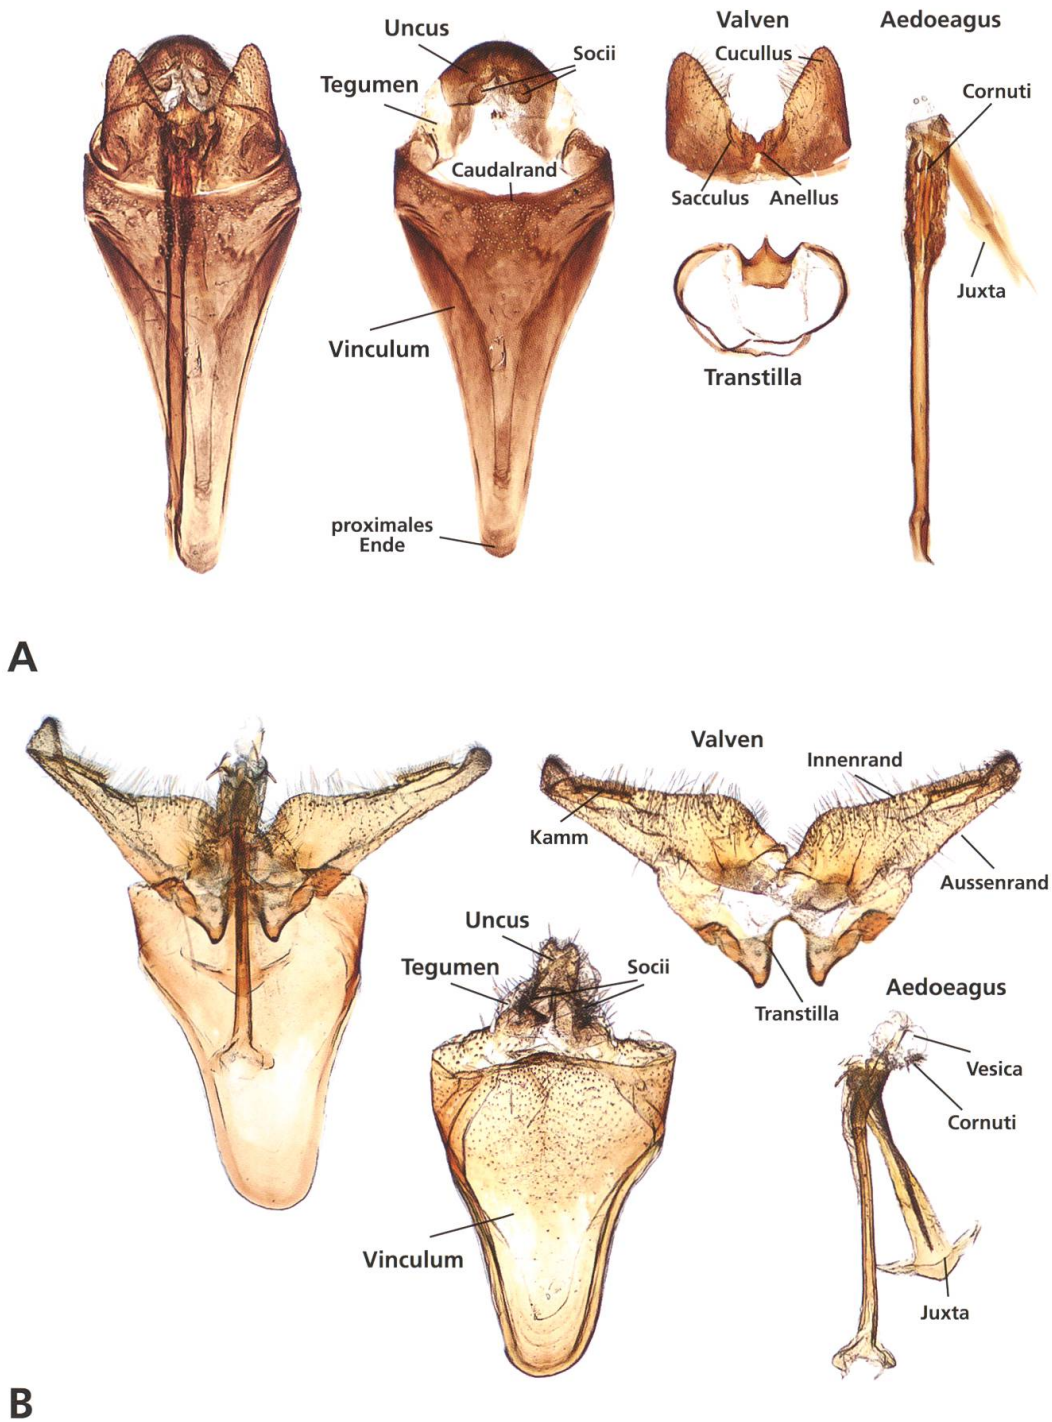 Valven
Aedoeagus
Uncus
Socii
Cucullus
Tegumen
Cornuti
Caudalrand
Sacculus
Anellus
Juxta
Vinculum
Transtilla
proximales
Ende
A
Valven
Innenrand
Kamm
Aussenrand
Uncus
Tegumen
Socii
Aedoeagus
Transtilla
Vesica
Cornuti
Vinculum
Juxta
B